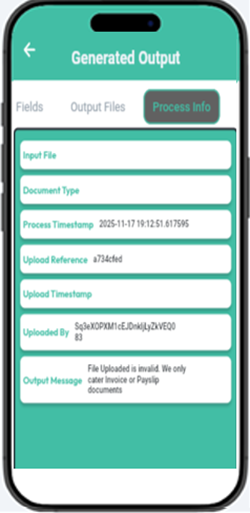 Generated Output
Fields Output Files Process Info
Input File
Document Type
Process Timestamp 2025-11-17 19:12:51.617595
Upload Reference a734cfed
Upload Timestamp
Uploaded By Sq3eXOPXM1cEJDnkljLyZkVEQ0
83
Output Message File Uploaded is invalid. We only
cater Invoice or Payslip
documents